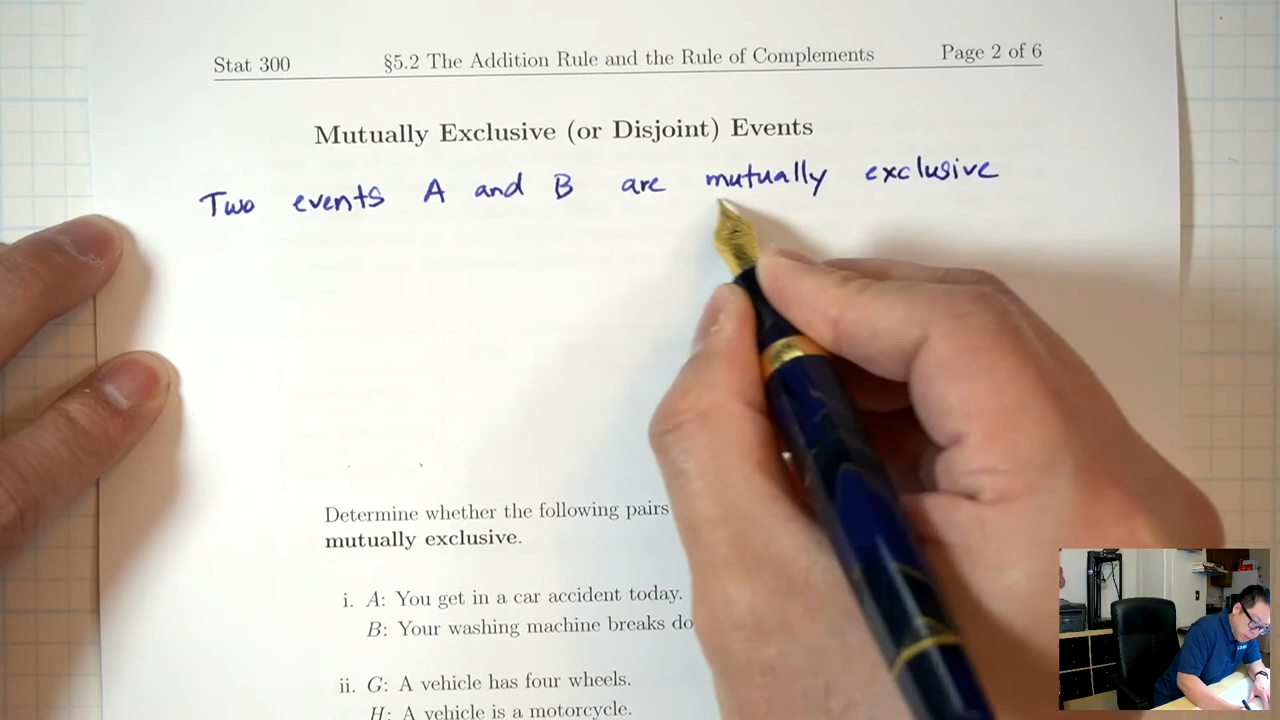 Stat 300 §5.2 The Addition Rule and the Rule of Complements Page 2 of 6
Mutually Exclusive (or Disjoint) Events
Two events A and B are mutually exclusive
Determine whether the following pairs
mutually exclusive.
i. A: You get in a car accident today.
B: Your washing machine breaks do
ii. G: A vehicle has four wheels.
H: A vehicle is a motorcycle.